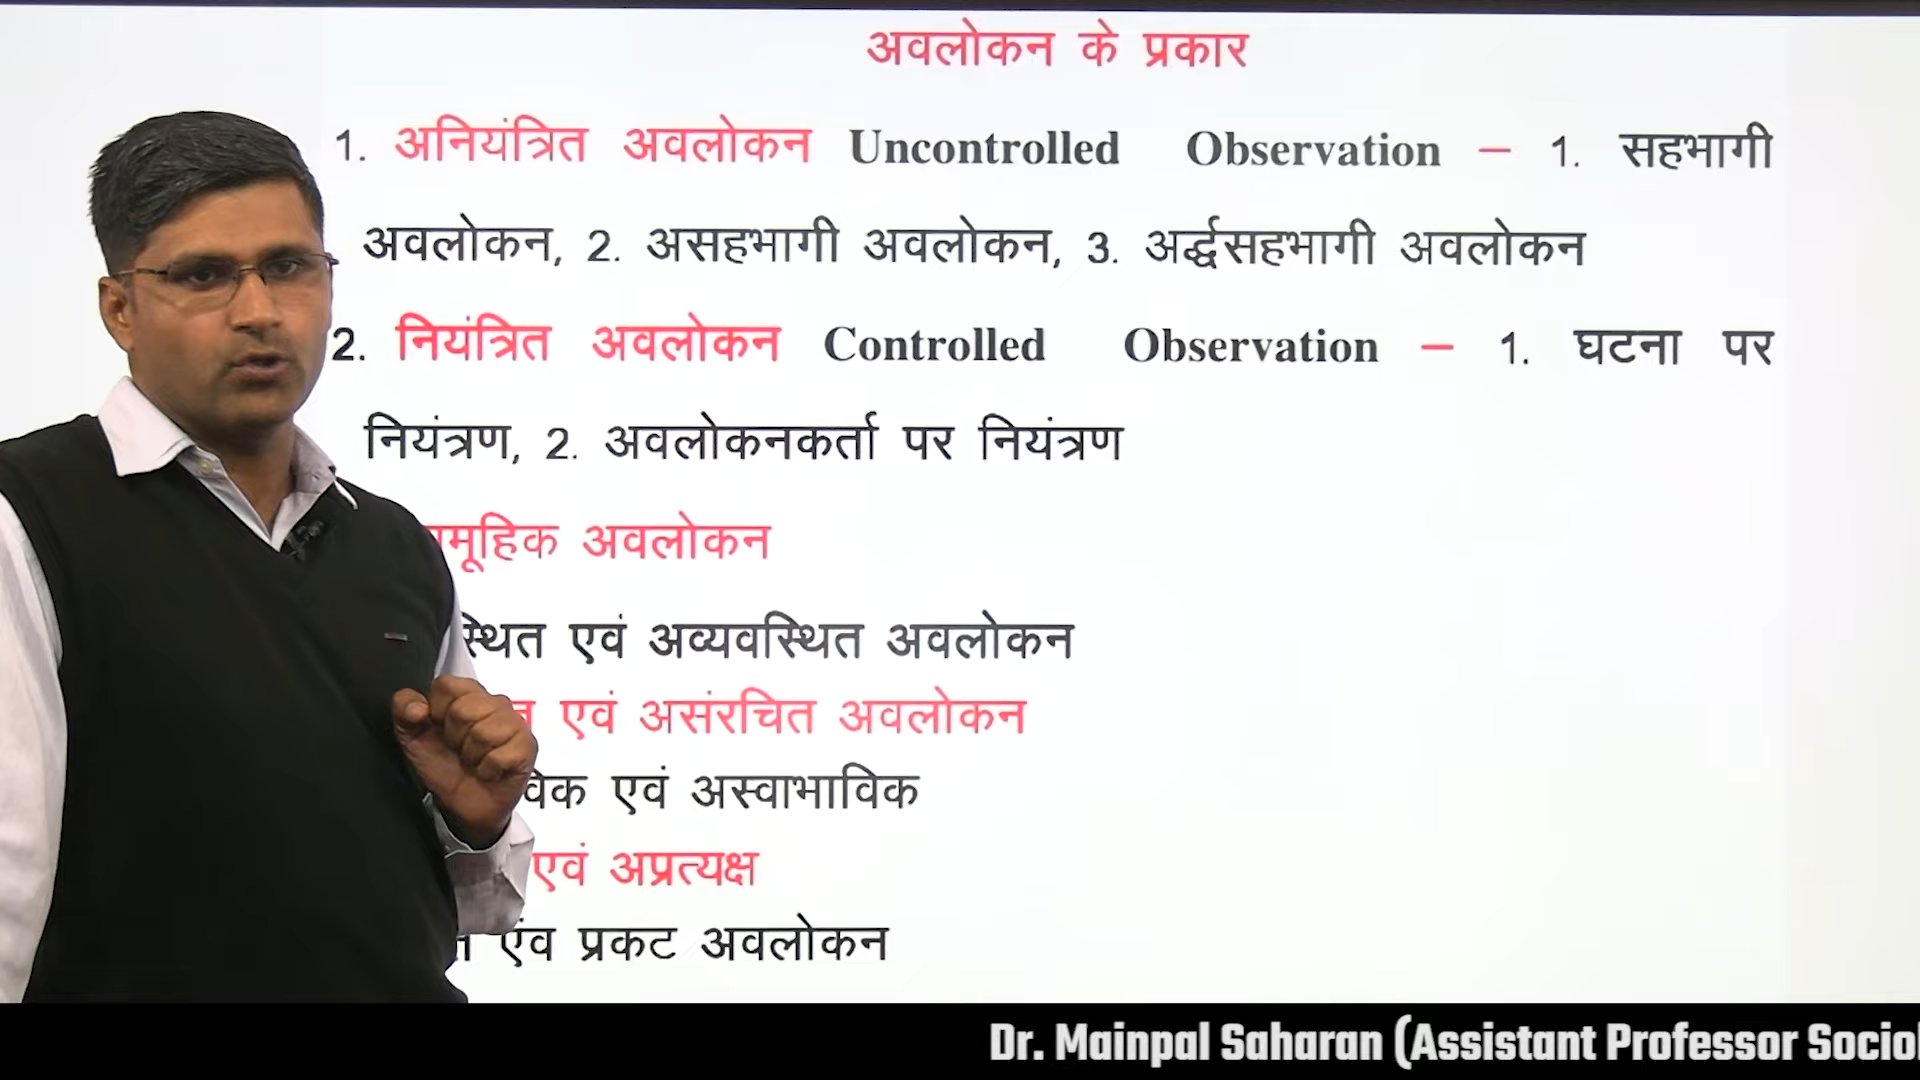 अवलोकन के प्रकार
1. अनियंत्रित अवलोकन Uncontrolled Observation – 1. सहभागी
अवलोकन, 2. असहभागी अवलोकन, 3. अर्द्धसहभागी अवलोकन
2. नियंत्रित अवलोकन Controlled Observation – 1. घटना पर
नियंत्रण, 2. अवलोकनकर्ता पर नियंत्रण
अवलोकन
एवं अव्यवस्थित अवलोकन
एवं असंरचित अवलोकन
एवं अस्वाभाविक
एवं अप्रत्यक्ष
एंव प्रकट अवलोकन
Dr. Mainpal Saharan (Assistant Professor